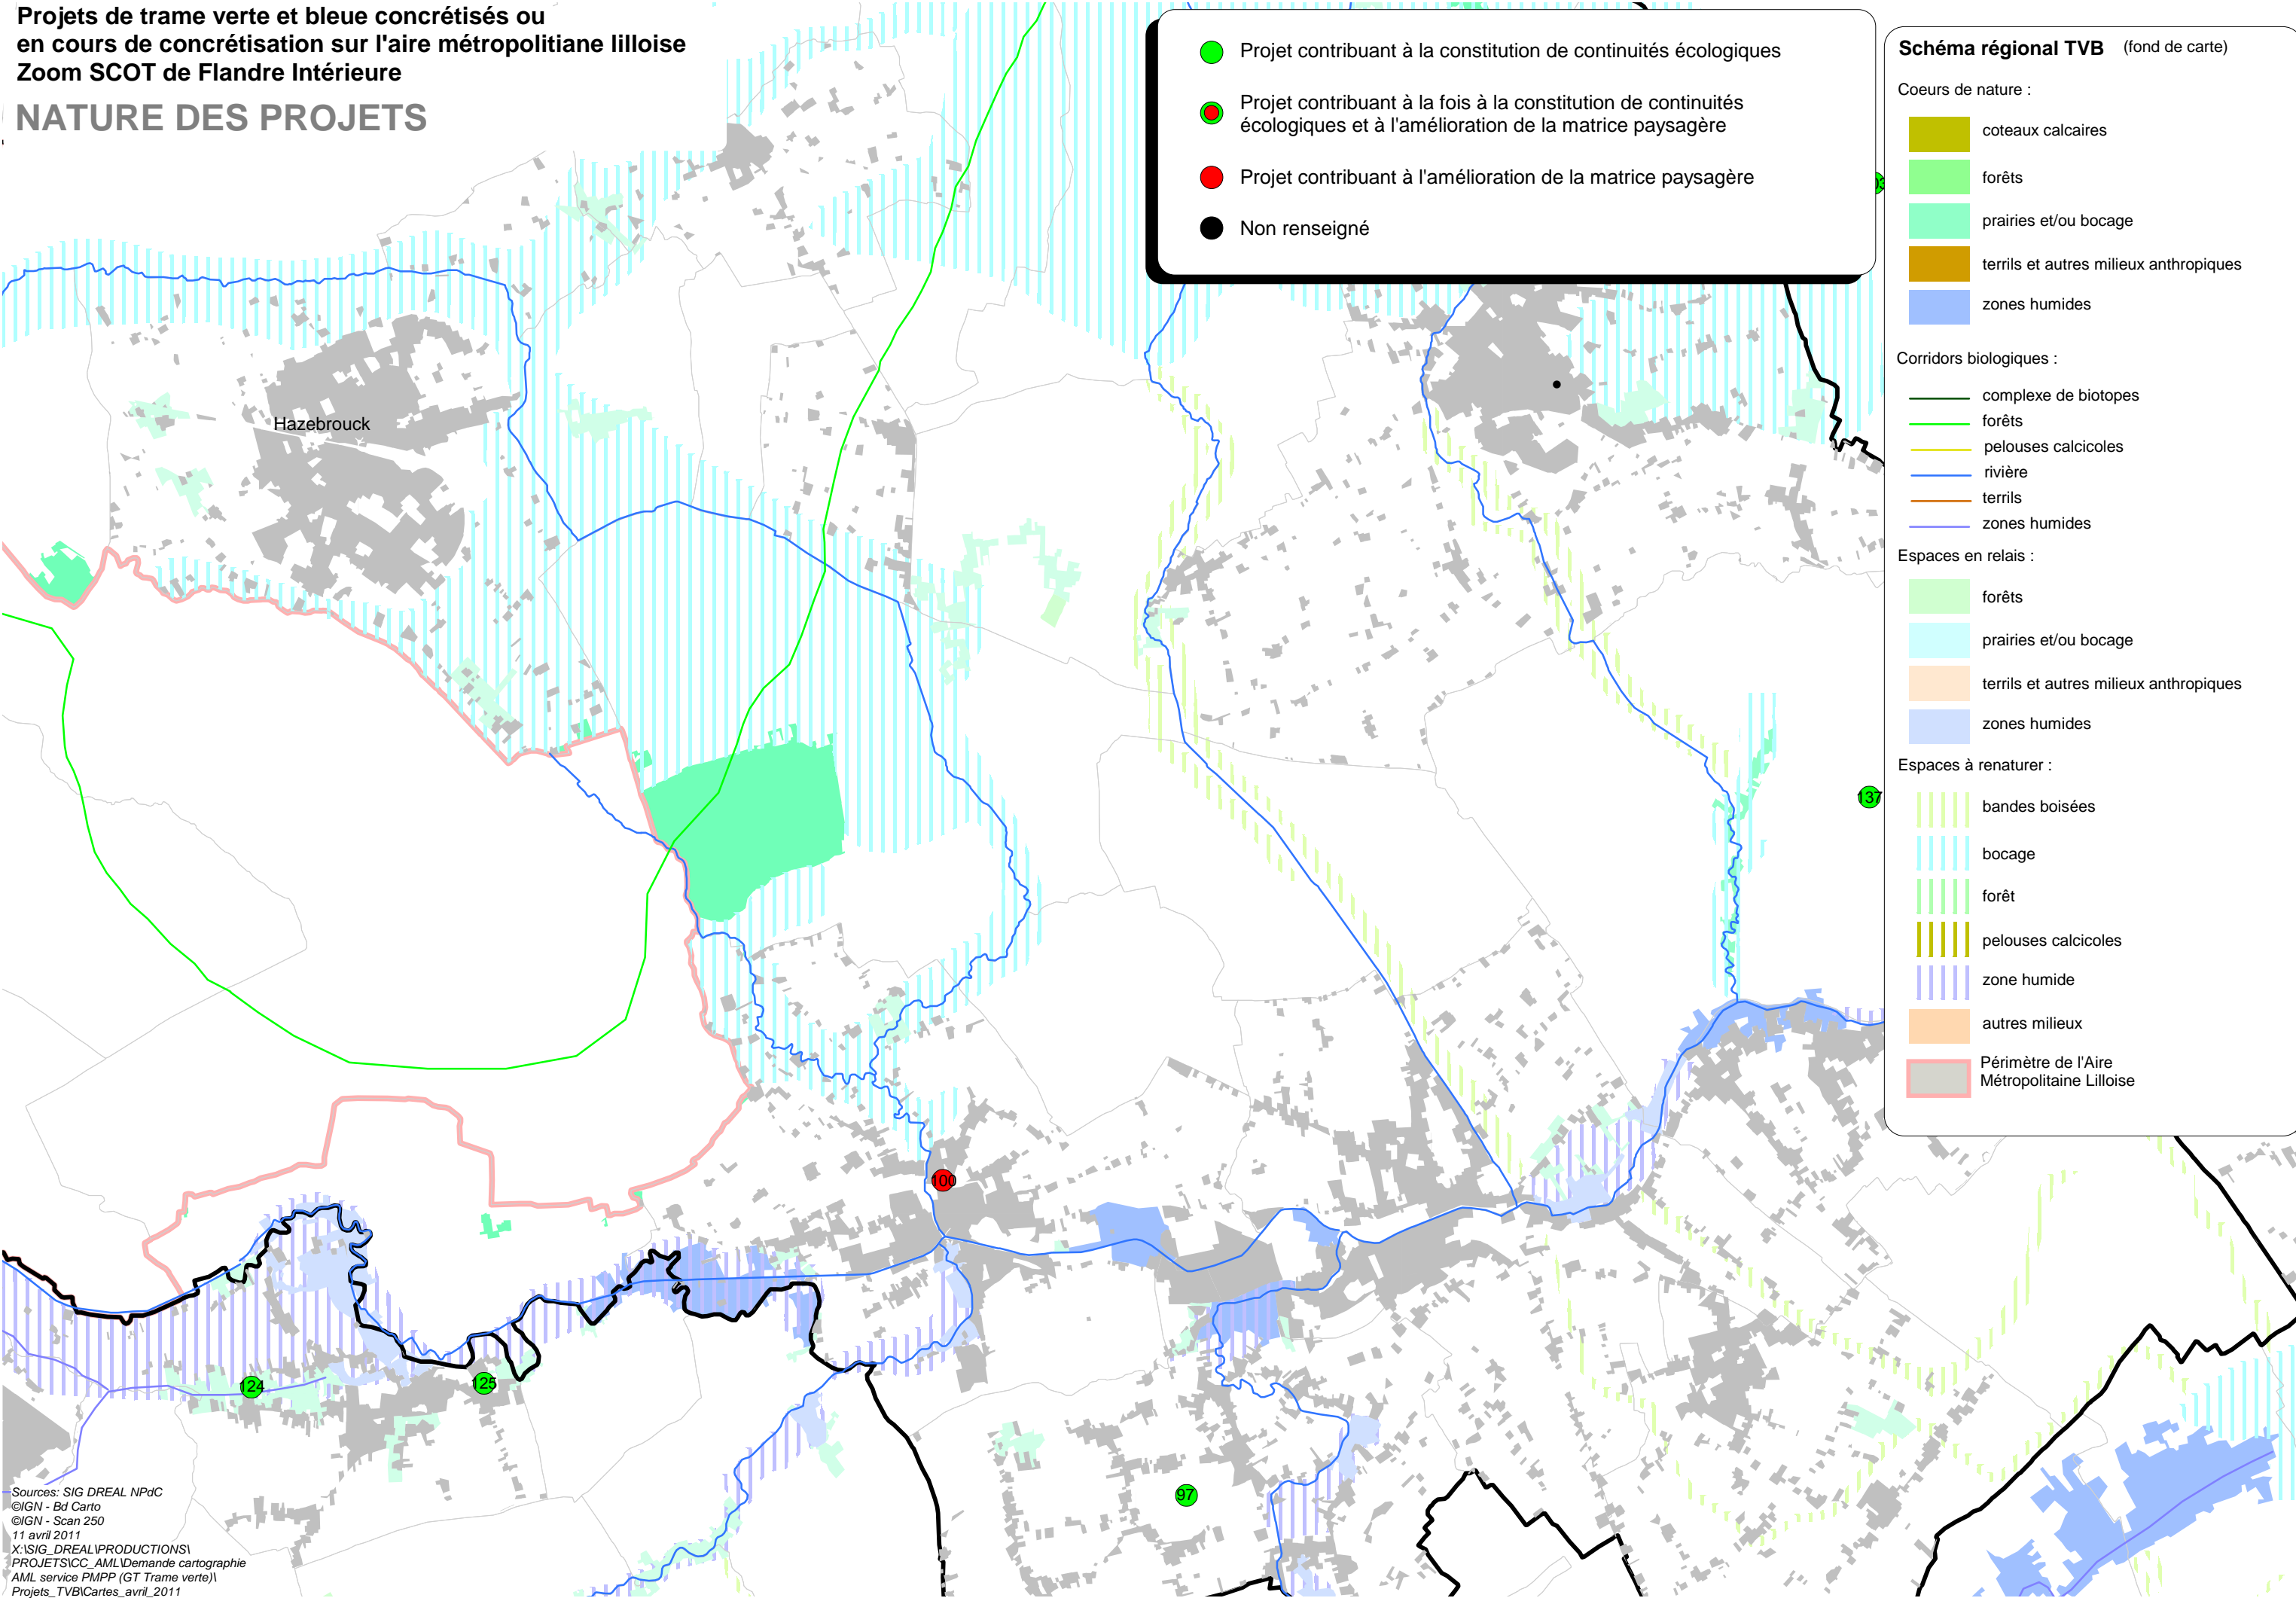 Projets de trame verte et bleue concrétisés ou
en cours de concrétisation sur l'aire métropolitiane lilloise
Zoom SCOT de Flandre Intérieure
NATURE DES PROJETS
Projet contribuant à la constitution de continuités écologiques
Projet contribuant à la fois à la constitution de continuités
écologiques et à l'amélioration de la matrice paysagère
Projet contribuant à l'amélioration de la matrice paysagère
Non renseigné
Schéma régional TVB (fond de carte)
Coeurs de nature :
coteaux calcaires
forêts
prairies et/ou bocage
terrils et autres milieux anthropiques
zones humides
Corridors biologiques :
complexe de biotopes
forêts
pelouses calcicoles
rivière
terrils
zones humides
Espaces en relais :
forêts
prairies et/ou bocage
terrils et autres milieux anthropiques
zones humides
Espaces à renaturer :
bandes boisées
bocage
forêt
pelouses calcicoles
zone humide
autres milieux
Périmètre de l'Aire
Métropolitaine Lilloise
Hazebrouck
137
100
124
125
97
Sources: SIG DREAL NPdC
©IGN - Bd Carto
©IGN - Scan 250
11 avril 2011
X:\SIG_DREAL\PRODUCTIONS\
PROJETS\CC_AML\Demande cartographie
AML service PMPP (GT Trame verte)\
Projets_TVB\Cartes_avril_2011